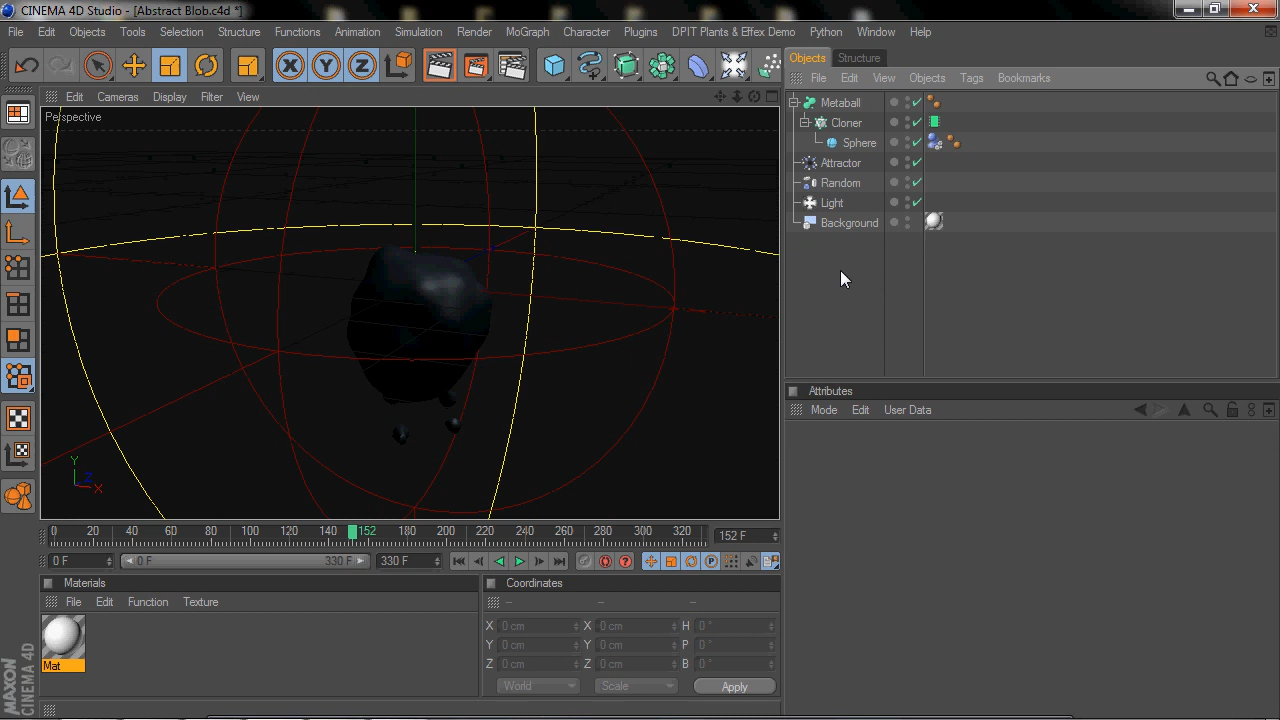 CINEMA 4D Studio - [Abstract Blob.c4d *]
File Edit Objects Tools Selection Structure Functions Animation Simulation Render MoGraph Character Plugins DPIT Plants & Effex Demo Python Window Help
X Y Z
Objects Structure
File Edit View Objects Tags Bookmarks
Edit Cameras Display Filter View
Perspective
Metaball
Cloner
Sphere
Attractor
Random
Light
Background
Attributes
Mode Edit User Data
Y
Z
X
0 20 40 60 80 100 120 140 152 180 200 220 240 260 280 300 320 152 F
0 F 0 F 330 F 330 F
Materials
Coordinates
File Edit Function Texture
-- -- --
X 0 cm X 0 cm H 0 °
Y 0 cm Y 0 cm P 0 °
Z 0 cm Z 0 cm B 0 °
Mat
World Scale Apply
MAXON
CINEMA 4D